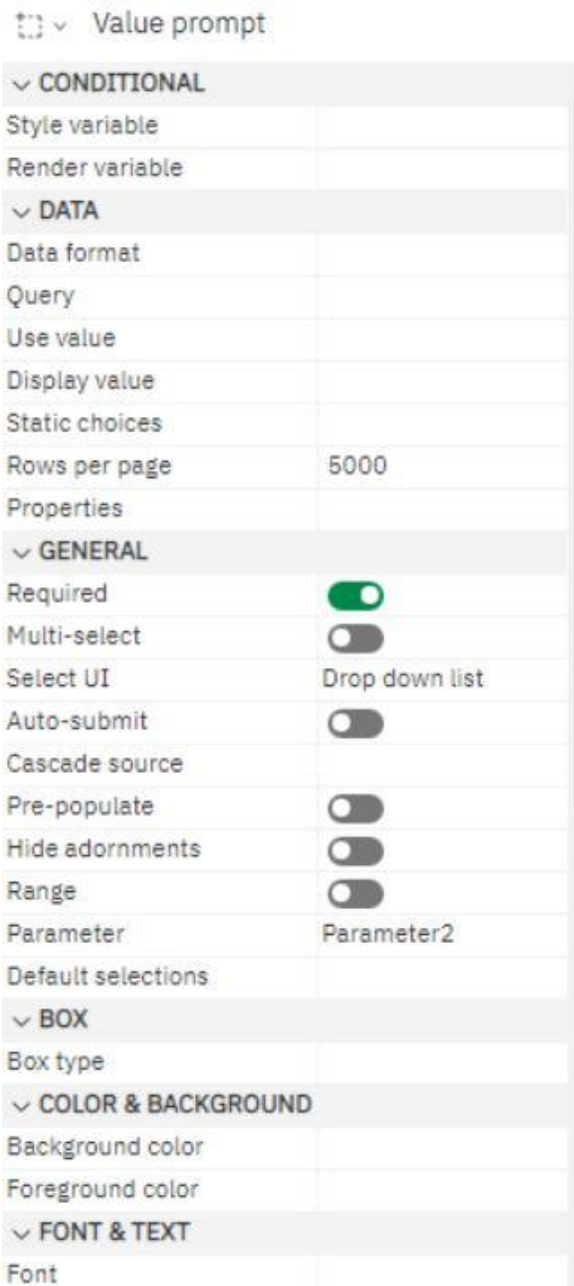 Value prompt
CONDITIONAL
Style variable
Render variable
DATA
Data format
Query
Use value
Display value
Static choices
Rows per page 5000
Properties
GENERAL
Required
Multi-select
Select UI Drop down list
Auto-submit
Cascade source
Pre-populate
Hide adornments
Range
Parameter Parameter2
Default selections
BOX
Box type
COLOR & BACKGROUND
Background color
Foreground color
FONT & TEXT
Font